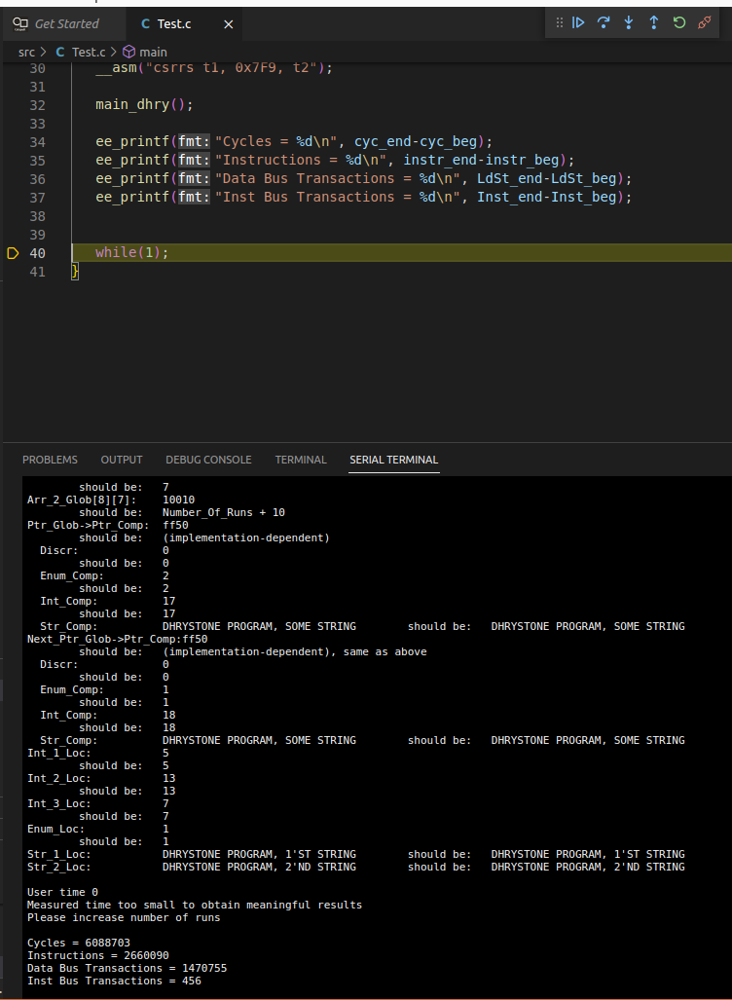 Get Started
C Test.c ×
src > C Test.c > main
30 __asm("csrrs t1, 0x7F9, t2");
31
32 main_dhry();
33
34 ee_printf(fmt: "Cycles = %d\n", cyc_end-cyc_beg);
35 ee_printf(fmt: "Instructions = %d\n", instr_end-instr_beg);
36 ee_printf(fmt: "Data Bus Transactions = %d\n", LdSt_end-LdSt_beg);
37 ee_printf(fmt: "Inst Bus Transactions = %d\n", Inst_end-Inst_beg);
38
39
40 while(1);
41 }
PROBLEMS OUTPUT DEBUG CONSOLE TERMINAL SERIAL TERMINAL
should be: 7
Arr_2_Glob[8][7]: 10010
should be: Number_Of_Runs + 10
Ptr_Glob->Ptr_Comp: ff50
should be: (implementation-dependent)
Discr: 0
should be: 0
Enum_Comp: 2
should be: 2
Int_Comp: 17
should be: 17
Str_Comp: DHRYSTONE PROGRAM, SOME STRING should be: DHRYSTONE PROGRAM, SOME STRING
Next_Ptr_Glob->Ptr_Comp:ff50
should be: (implementation-dependent), same as above
Discr: 0
should be: 0
Enum_Comp: 1
should be: 1
Int_Comp: 18
should be: 18
Str_Comp: DHRYSTONE PROGRAM, SOME STRING should be: DHRYSTONE PROGRAM, SOME STRING
Int_1_Loc: 5
should be: 5
Int_2_Loc: 13
should be: 13
Int_3_Loc: 7
should be: 7
Enum_Loc: 1
should be: 1
Str_1_Loc: DHRYSTONE PROGRAM, 1'ST STRING should be: DHRYSTONE PROGRAM, 1'ST STRING
Str_2_Loc: DHRYSTONE PROGRAM, 2'ND STRING should be: DHRYSTONE PROGRAM, 2'ND STRING
User time 0
Measured time too small to obtain meaningful results
Please increase number of runs
Cycles = 6088703
Instructions = 2660090
Data Bus Transactions = 1470755
Inst Bus Transactions = 456